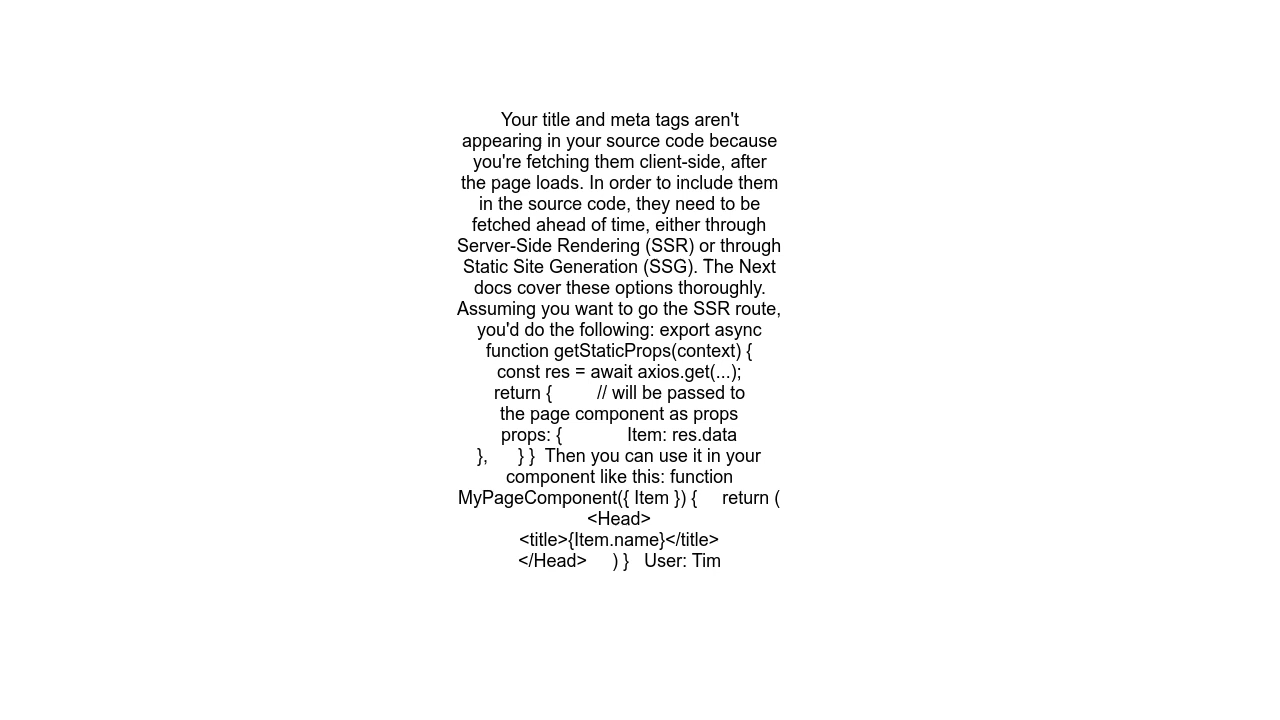 Your title and meta tags aren't
appearing in your source code because
you're fetching them client-side, after
the page loads. In order to include them
in the source code, they need to be
fetched ahead of time, either through
Server-Side Rendering (SSR) or through
Static Site Generation (SSG). The Next
docs cover these options thoroughly.
Assuming you want to go the SSR route,
you'd do the following: export async
function getStaticProps(context) {
const res = await axios.get(...);
return {         // will be passed to
the page component as props
props: {             Item: res.data
},      } }  Then you can use it in your
component like this: function
MyPageComponent({ Item }) {     return (
<Head>
<title>{Item.name}</title>
</Head>     ) }   User: Tim